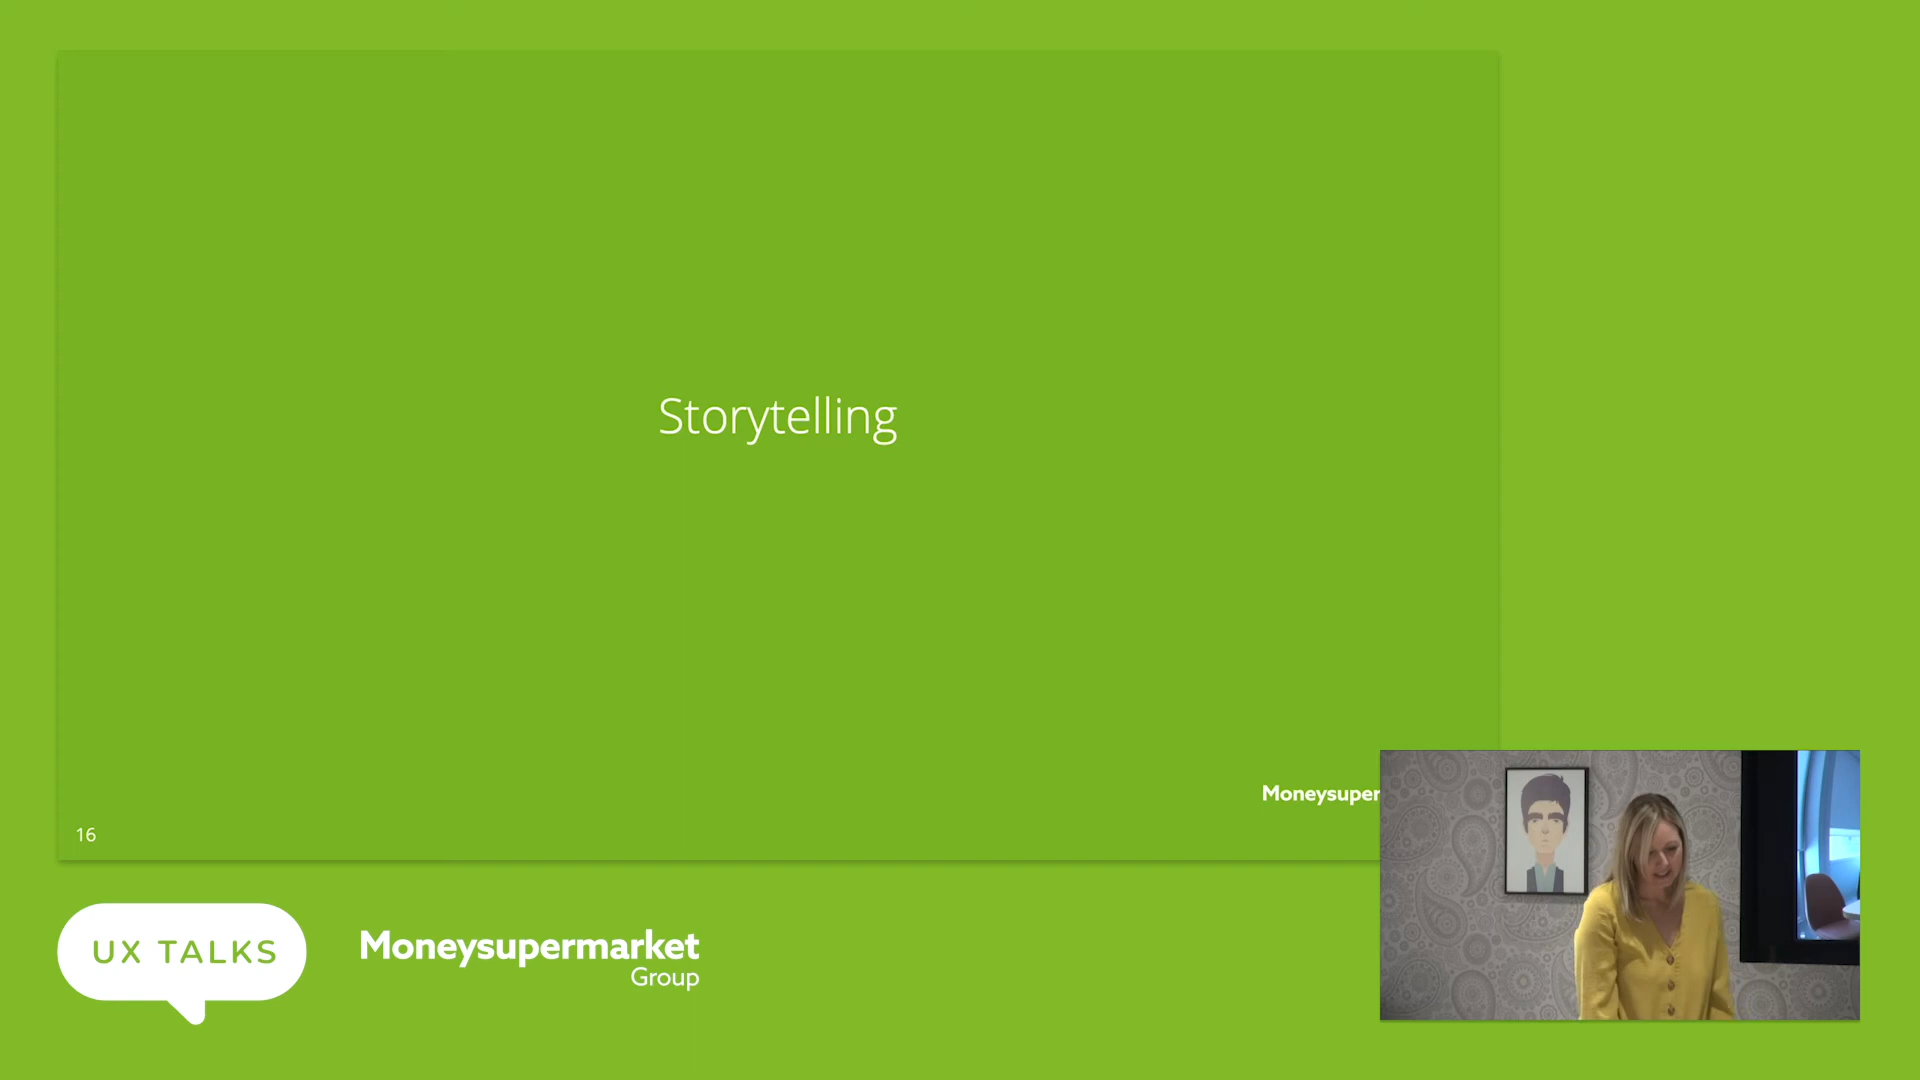 Storytelling
Moneysuper
16
UX TALKS
Moneysupermarket
Group